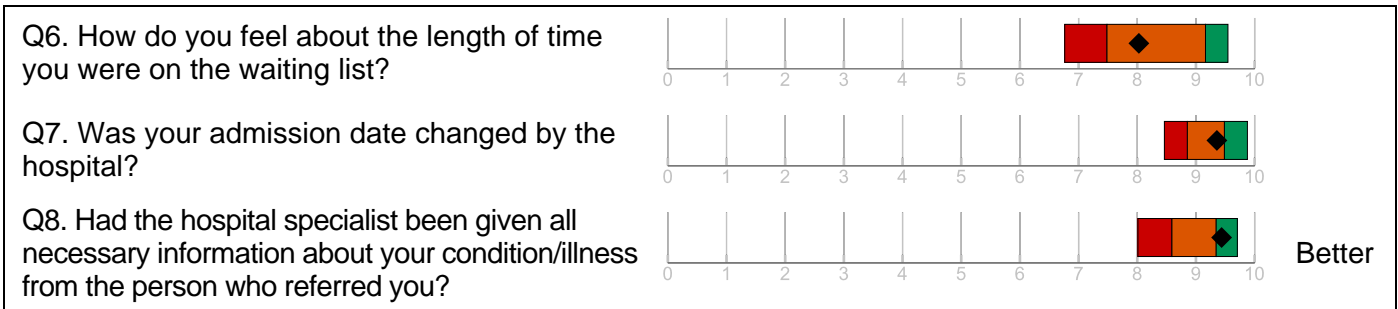 Q6. How do you feel about the length of time
you were on the waiting list?
0 1 2 3 4 5 6 7 8 9 10
Q7. Was your admission date changed by the
hospital?
0 1 2 3 4 5 6 7 8 9 10
Q8. Had the hospital specialist been given all
necessary information about your condition/illness
from the person who referred you?
0 1 2 3 4 5 6 7 8 9 10
Better